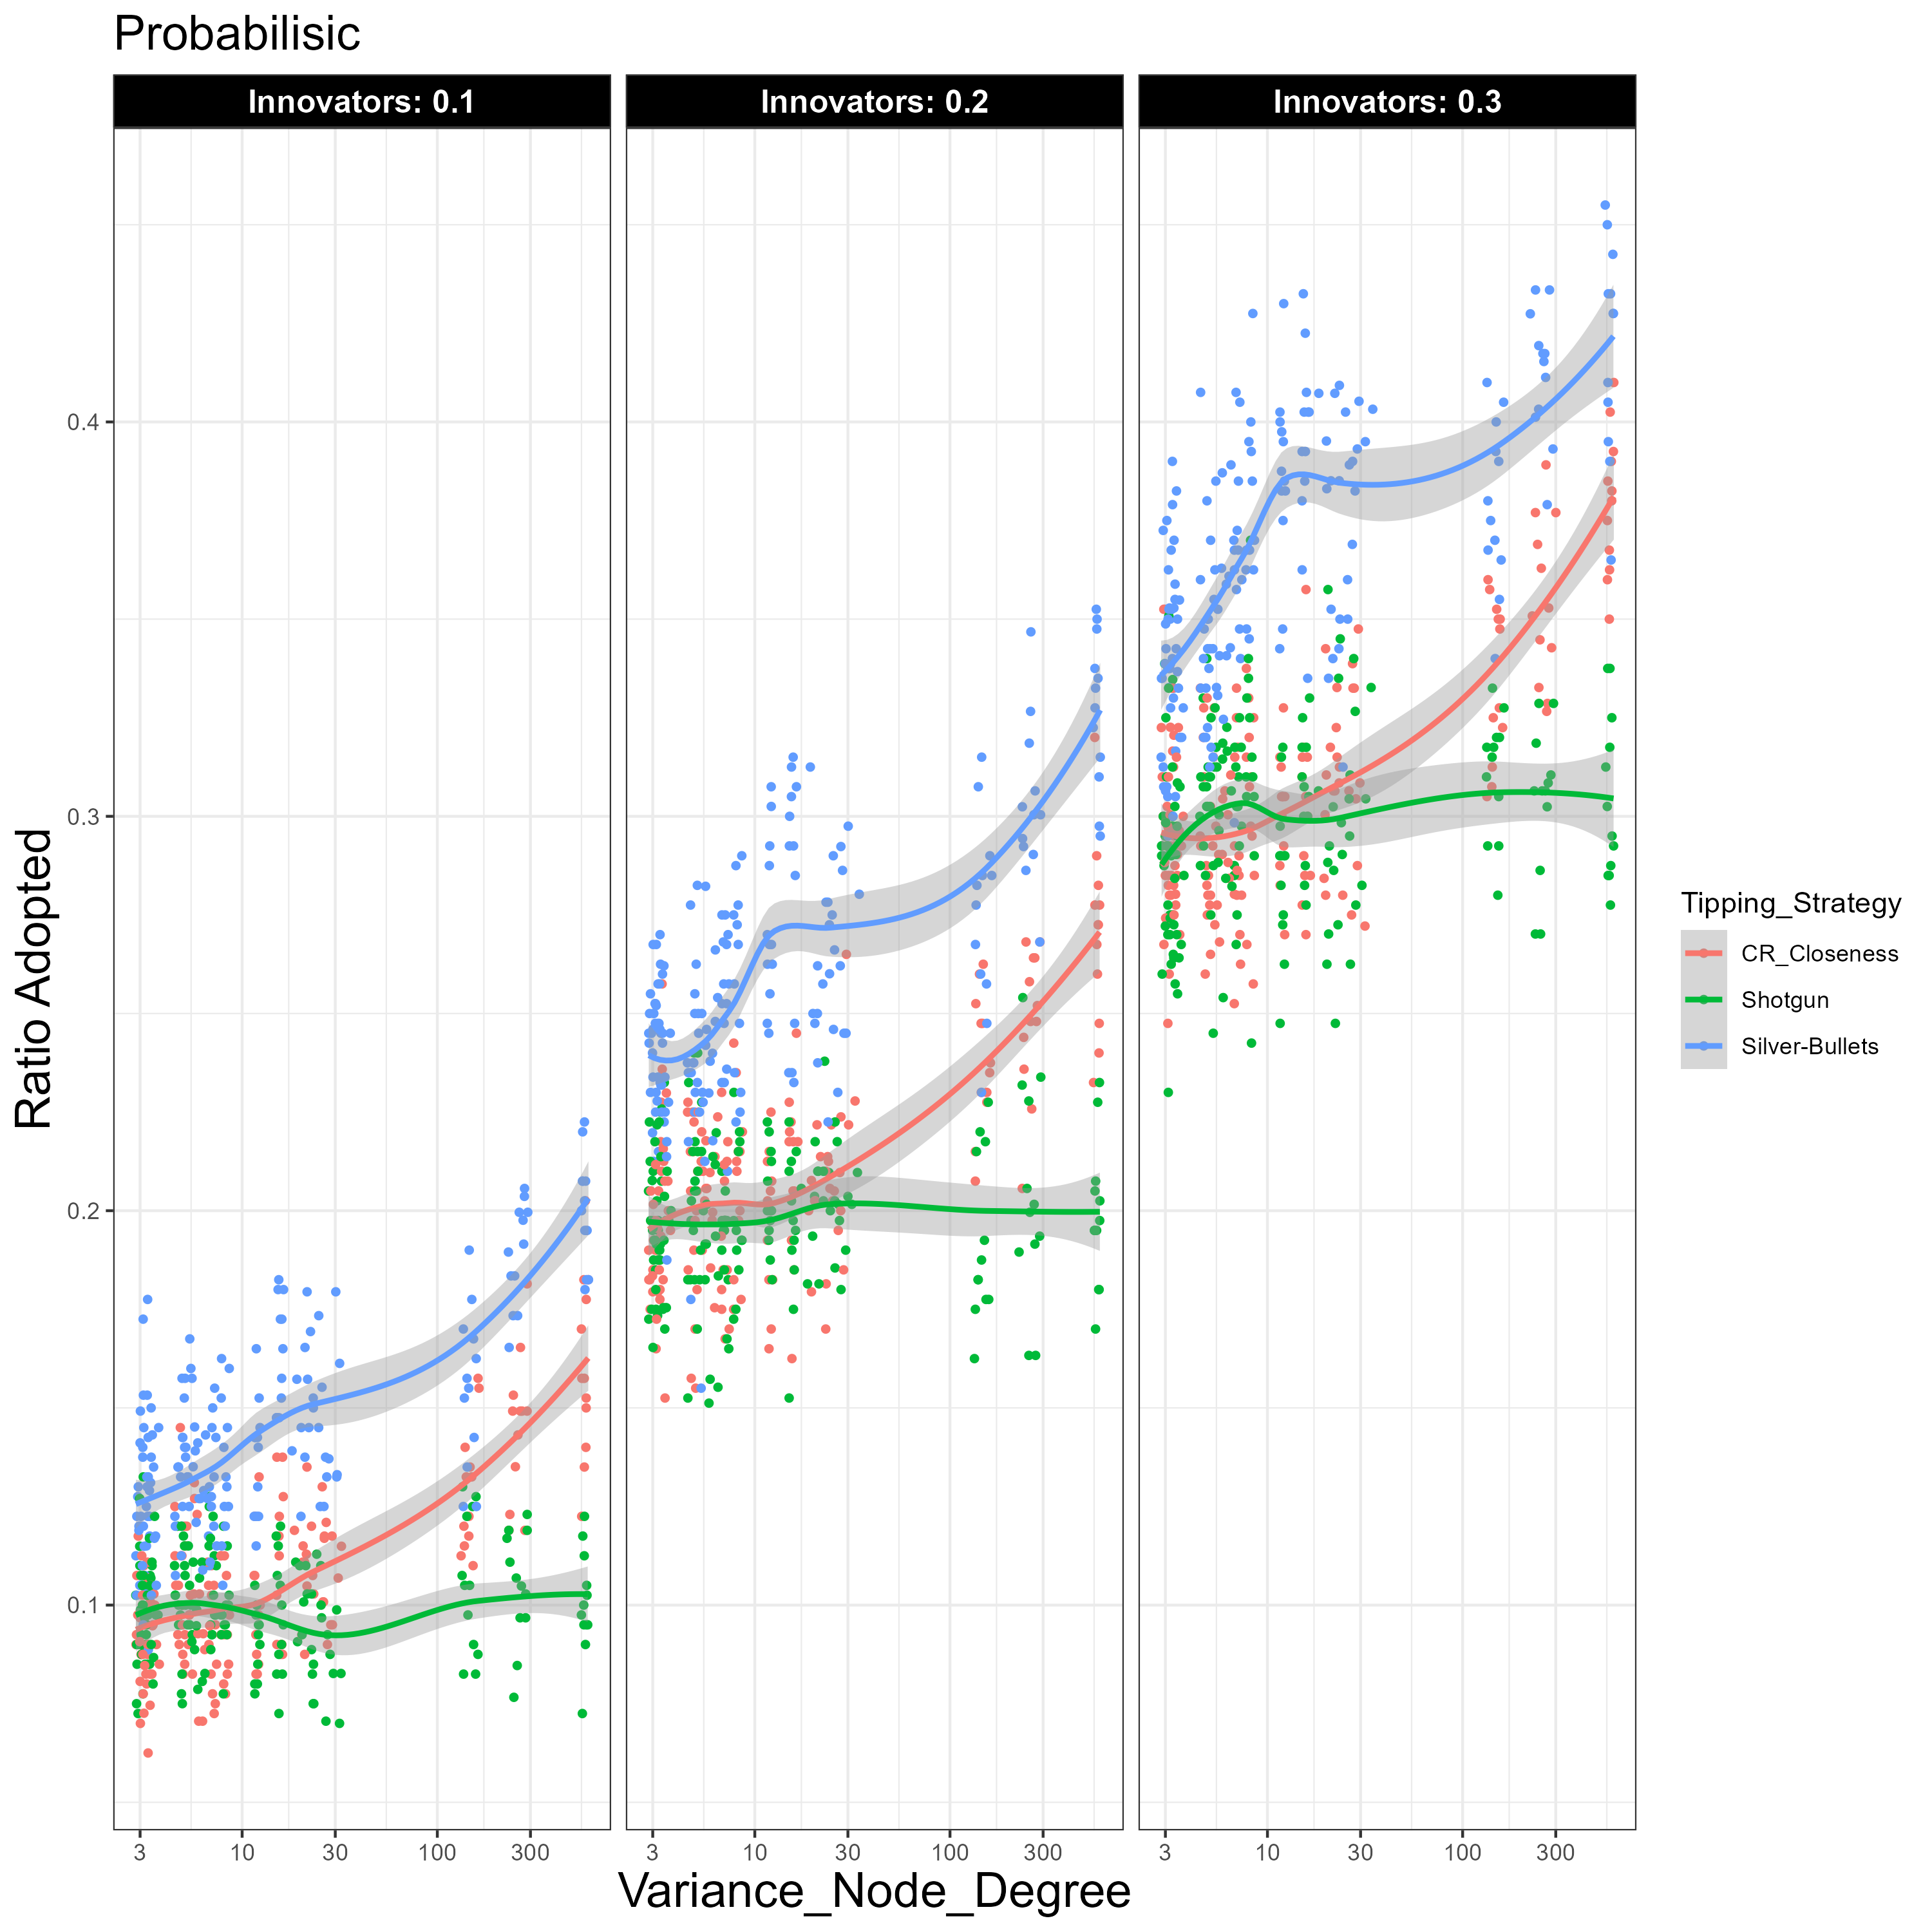 Probabilisic
Innovators: 0.1
Innovators: 0.2
Innovators: 0.3
Ratio Adopted
0.4
0.3
0.2
0.1
3 10 30 100 300
3 10 30 100 300
3 10 30 100 300
Variance_Node_Degree
Tipping_Strategy
CR_Closeness
Shotgun
Silver-Bullets